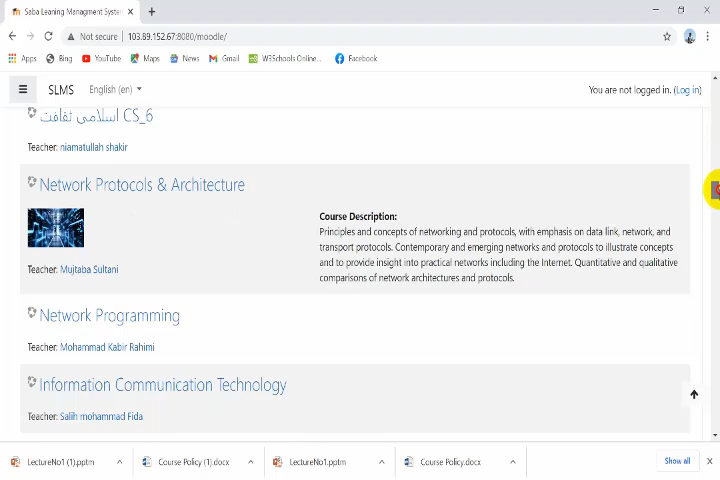 Saba Leaning Managment Syste
Not secure | 103.89.152.67:8080/moodle/
Apps Bing YouTube Maps News Gmail W3Schools Online... Facebook
SLMS English (en) You are not logged in. (Log in)
اسلامی ثقافت CS_6
Teacher: niamatullah shakir
Network Protocols & Architecture
Course Description:
Principles and concepts of networking and protocols, with emphasis on data link, network, and
transport protocols. Contemporary and emerging networks and protocols to illustrate concepts
and to provide insight into practical networks including the Internet. Quantitative and qualitative
comparisons of network architectures and protocols.
Teacher: Mujtaba Sultani
Network Programming
Teacher: Mohammad Kabir Rahimi
Information Communication Technology
Teacher: Salih mohammad Fida
LectureNo1 (1).pptm Course Policy (1).docx LectureNo1.pptm Course Policy.docx Show all